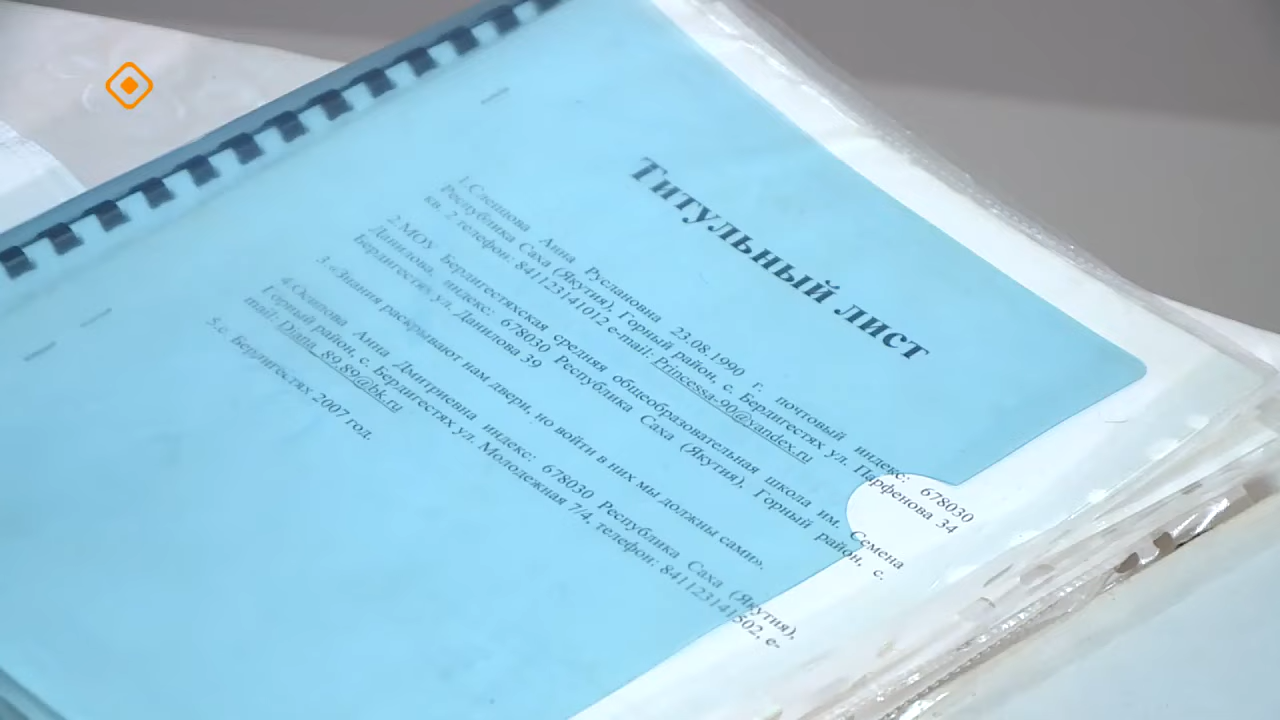 Титульный лист
1.Слепцова Анна Руслановна 23.08.1990 г. почтовый индекс: 678030
Республика Саха (Якутия), Горный район, с. Бердигестях ул. Парфенова 34
кв. 2 телефон: 84112314012 e-mail: Princessa-90@yandex.ru
2.МОУ Бердигестяхская средняя общеобразовательная школа им. Семена
Данилова, индекс: 678030 Республика Саха (Якутия), Горный район, с.
Бердигестях ул. Данилова 39
3. «Знания раскрывают нам двери, но войти в них мы должны сами».
4.Осипова Анна Дмитриевна индекс: 678030 Республика Саха (Якутия),
Горный район, с. Бердигестях ул. Молодежная 7/4, телефон: 841123141502, e-
mail: Diana_89.89@bk.ru
5.с. Бердигестях 2007 год.